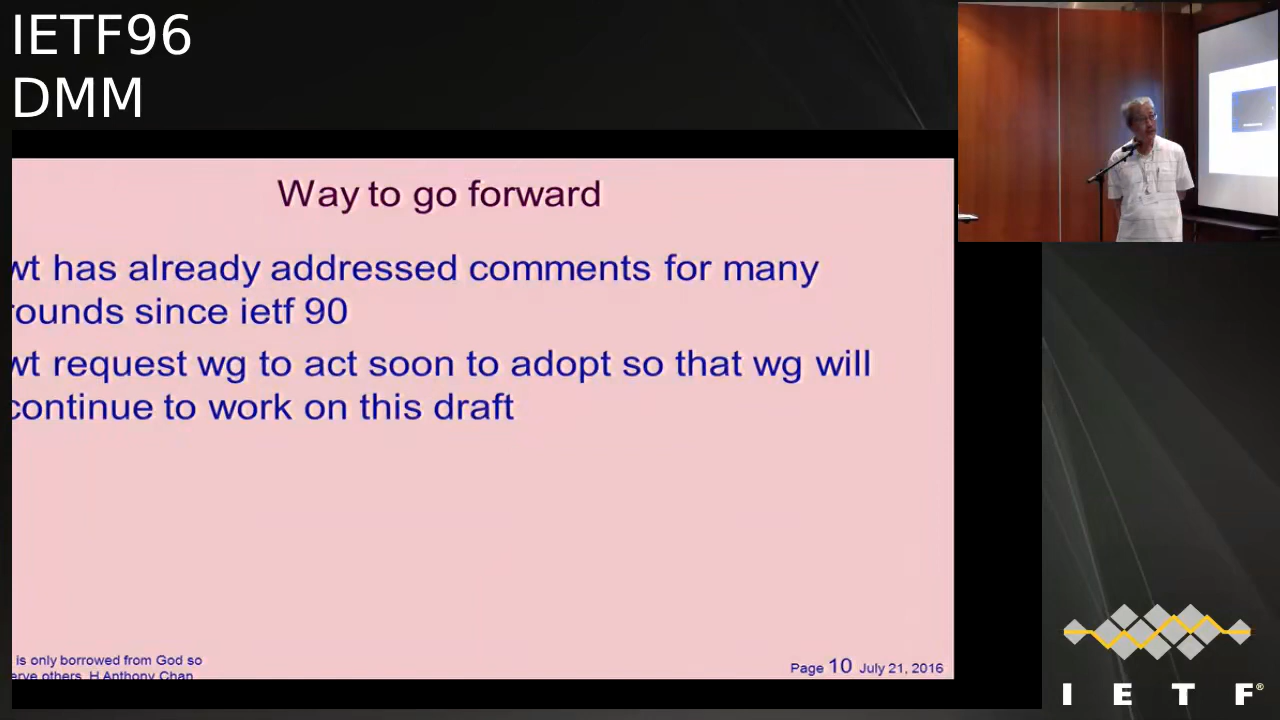 IETF96
DMM
Way to go forward
wt has already addressed comments for many
rounds since ietf 90
wt request wg to act soon to adopt so that wg will
continue to work on this draft
is only borrowed from God so
erve others. H Anthony Chan
Page 10 July 21, 2016
I E T F®